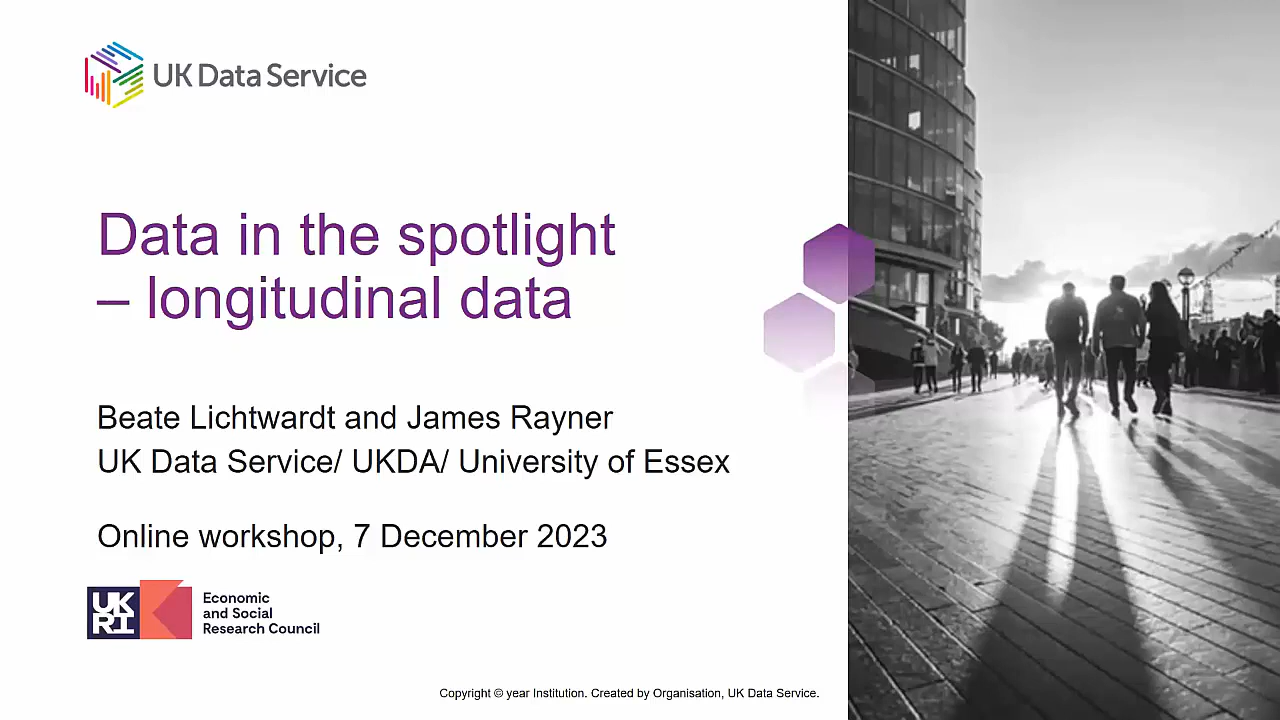 UK Data Service
Data in the spotlight
– longitudinal data
Beate Lichtwardt and James Rayner
UK Data Service/ UKDA/ University of Essex
Online workshop, 7 December 2023
UK
RI
Economic
and Social
Research Council
Copyright © year Institution. Created by Organisation, UK Data Service.